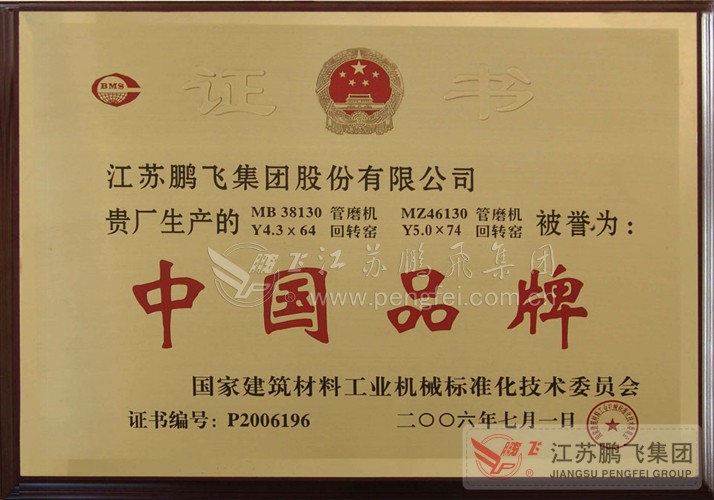 BMS
证 书
江苏鹏飞集团股份有限公司
贵厂生产的 MB 38130 管磨机 MZ46130 管磨机 被誉为:
Y4.3×64 回转窑 Y5.0×74 回转窑
鹏飞 江苏鹏飛集团
® www.pengfei.com.cn
中国品牌
国家建筑材料工业机械标准化技术委员会
证书编号: P2006196 二〇〇六年七月一日
鹏飞 ® 江苏鹏飞集团
JIANGSU PENGFEI GROUP